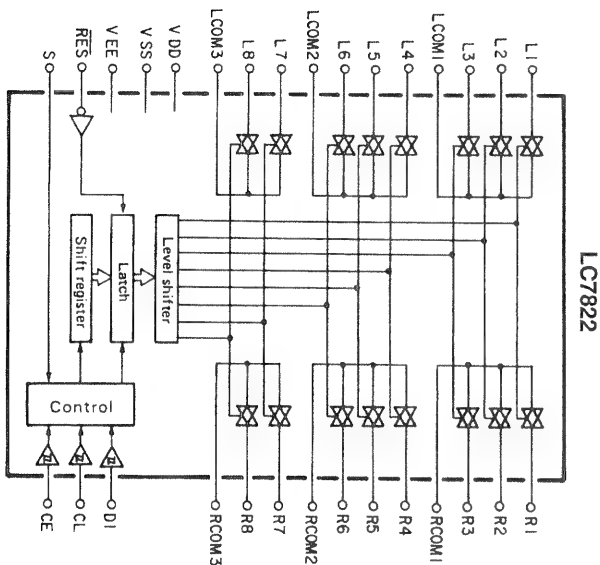 LC7822
L1
L2
L3
LCOM1
L4
L5
L6
LCOM2
L7
L8
LCOM3
VDD
VSS
VEE
R̅E̅S̅
S
R1
R2
R3
RCOM1
R4
R5
R6
RCOM2
R7
R8
RCOM3
DI
CL
CE
Level shifter
Latch
Shift register
Control